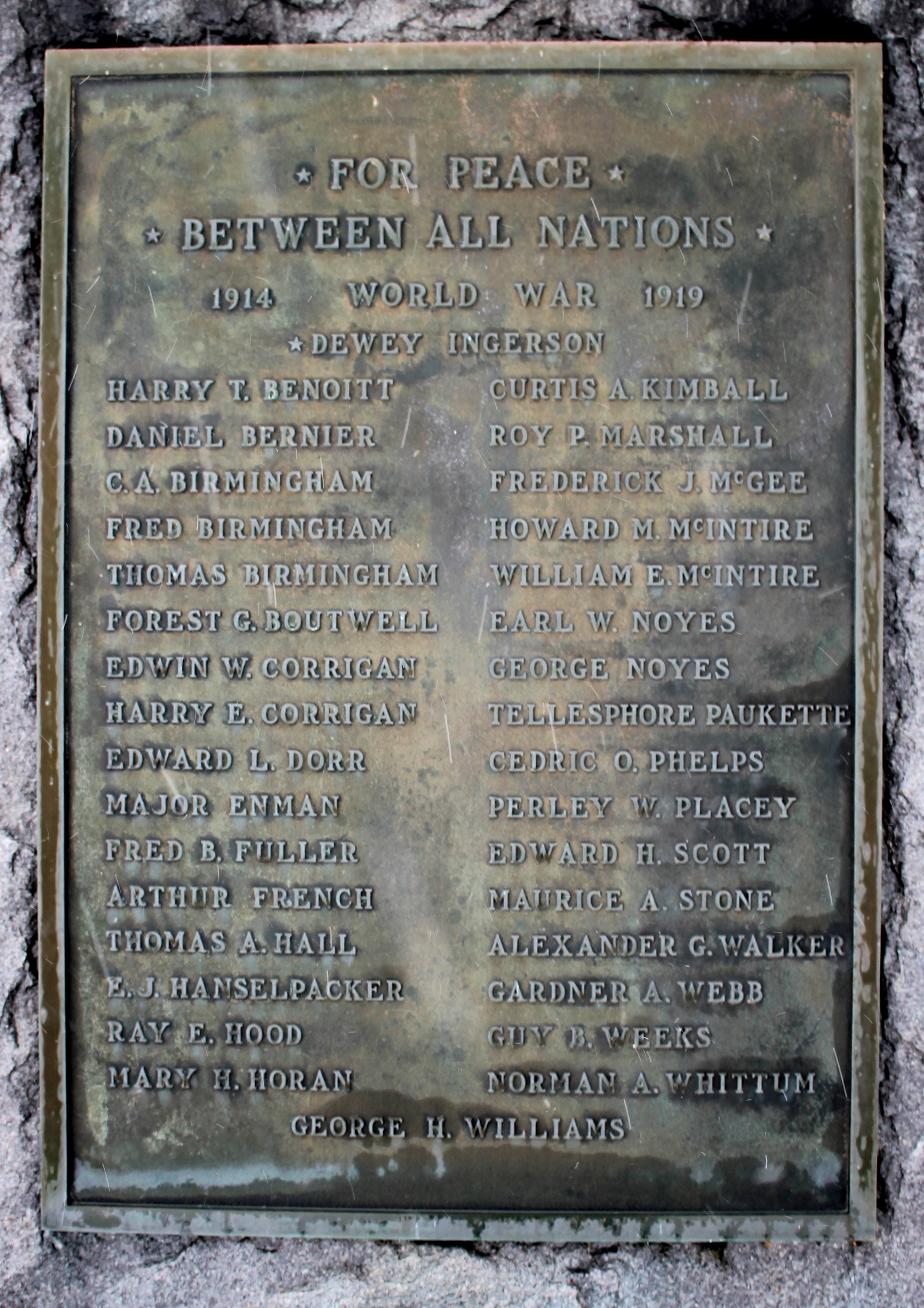 ★ FOR PEACE ★
★ BETWEEN ALL NATIONS ★
1914 WORLD WAR 1919
★ DEWEY INGERSON
HARRY T. BENOITT
DANIEL BERNIER
C. A. BIRMINGHAM
FRED BIRMINGHAM
THOMAS BIRMINGHAM
FOREST G. BOUTWELL
EDWIN W. CORRIGAN
HARRY E. CORRIGAN
EDWARD L. DORR
MAJOR ENMAN
FRED B. FULLER
ARTHUR FRENCH
THOMAS A. HALL
E. J. HANSELPACKER
RAY E. HOOD
MARY H. HORAN
CURTIS A. KIMBALL
ROY P. MARSHALL
FREDERICK J. McGEE
HOWARD M. McINTIRE
WILLIAM E. McINTIRE
EARL W. NOYES
GEORGE NOYES
TELLESPHORE PAUKETTE
CEDRIC O. PHELPS
PERLEY W. PLACEY
EDWARD H. SCOTT
MAURICE A. STONE
ALEXANDER G. WALKER
GARDNER A. WEBB
GUY B. WEEKS
NORMAN A. WHITTUM
GEORGE H. WILLIAMS